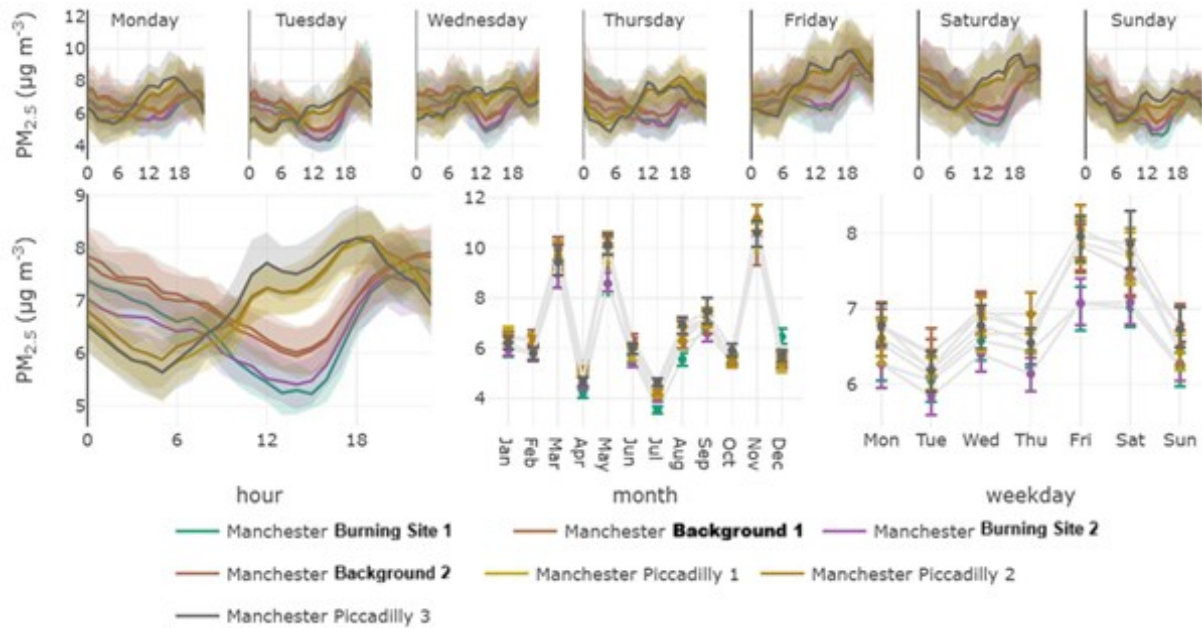 Monday Tuesday Wednesday Thursday Friday Saturday Sunday
PM2.5 (µg m-3)
12
10
8
6
4
0 6 12 18 0 6 12 18 0 6 12 18 0 6 12 18 0 6 12 18 0 6 12 18 0 6 12 18
PM2.5 (µg m-3)
9
8
7
6
5
0 6 12 18
hour
12
10
8
6
4
Jan Feb Mar Apr May Jun Jul Aug Sep Oct Nov Dec
month
8
7
6
Mon Tue Wed Thu Fri Sat Sun
weekday
Manchester Burning Site 1 Manchester Background 1 Manchester Burning Site 2
Manchester Background 2 Manchester Piccadilly 1 Manchester Piccadilly 2
Manchester Piccadilly 3